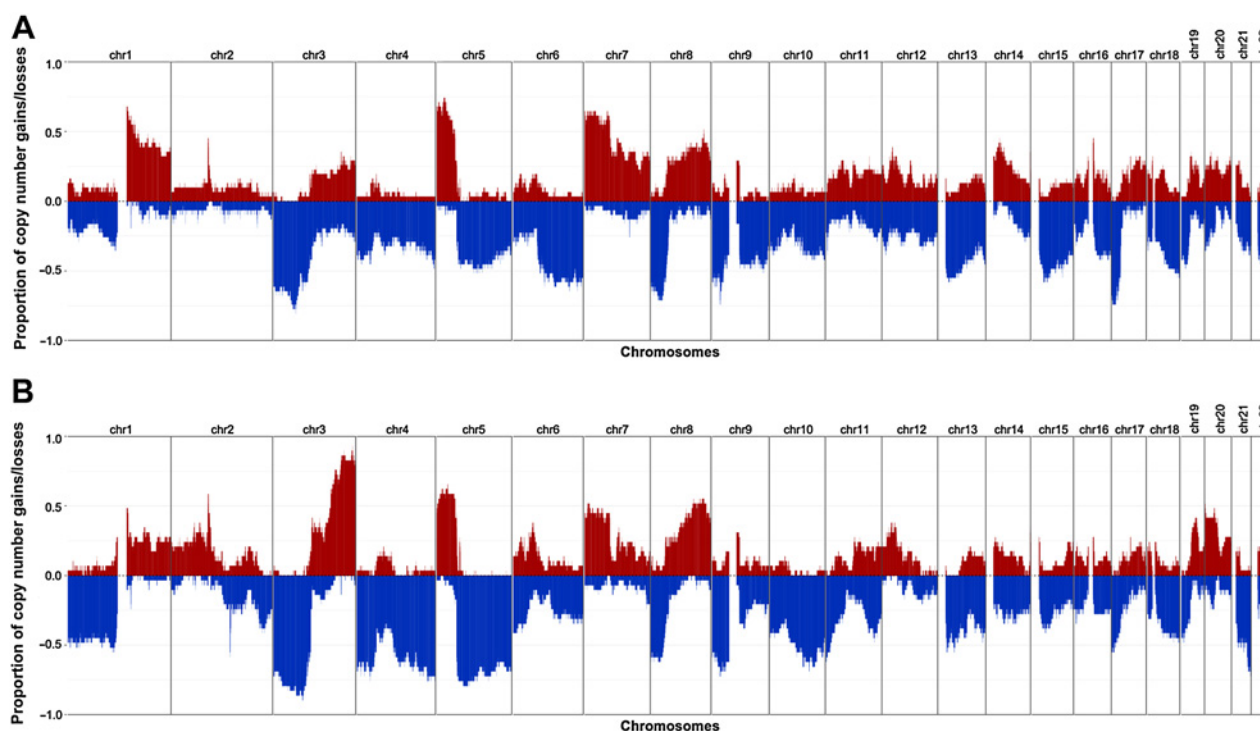 A
chr1 chr2 chr3 chr4 chr5 chr6 chr7 chr8 chr9 chr10 chr11 chr12 chr13 chr14 chr15 chr16 chr17 chr18 chr19 chr20 chr21
Proportion of copy number gains/losses
1.0
0.5
0.0
−0.5
−1.0
Chromosomes
B
chr1 chr2 chr3 chr4 chr5 chr6 chr7 chr8 chr9 chr10 chr11 chr12 chr13 chr14 chr15 chr16 chr17 chr18 chr19 chr20 chr21
Proportion of copy number gains/losses
1.0
0.5
0.0
−0.5
−1.0
Chromosomes